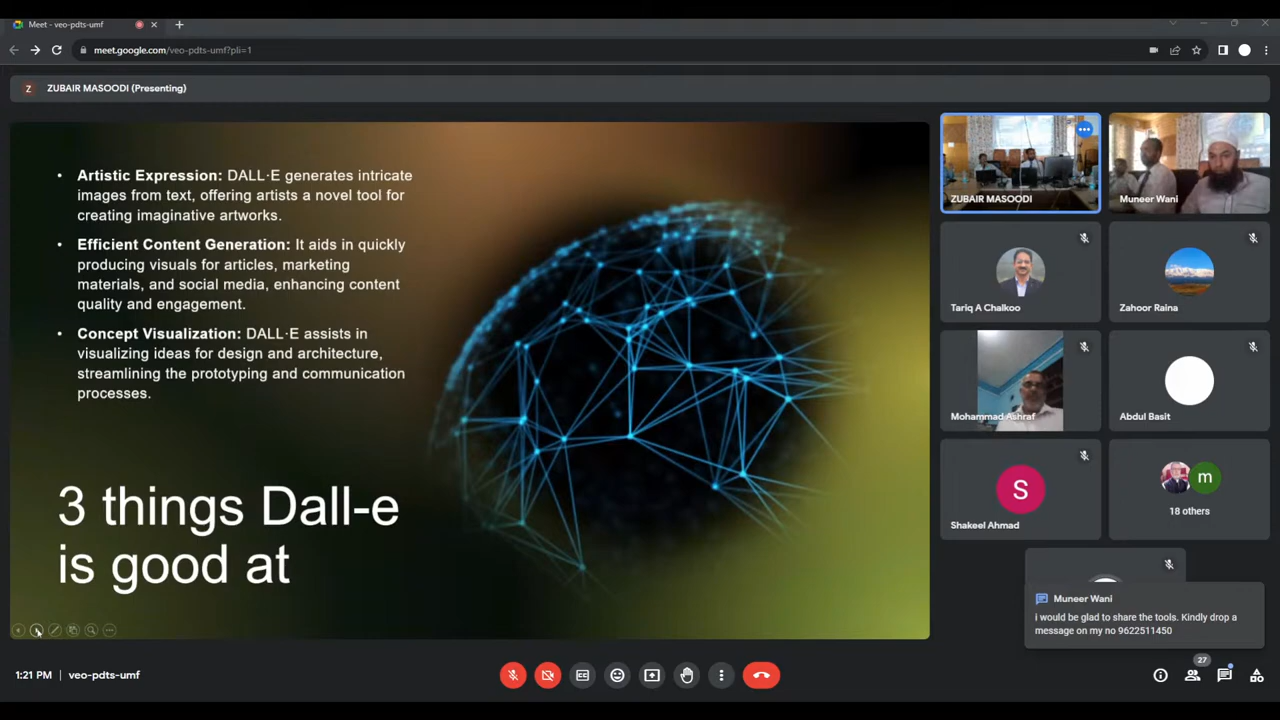 Meet - veo-pdts-umf
meet.google.com/veo-pdts-umf?pli=1
Z
ZUBAIR MASOODI (Presenting)
• Artistic Expression: DALL·E generates intricate
images from text, offering artists a novel tool for
creating imaginative artworks.
• Efficient Content Generation: It aids in quickly
producing visuals for articles, marketing
materials, and social media, enhancing content
quality and engagement.
• Concept Visualization: DALL·E assists in
visualizing ideas for design and architecture,
streamlining the prototyping and communication
processes.
3 things Dall-e
is good at
ZUBAIR MASOODI
Muneer Wani
Tariq A Chalkoo
Zahoor Raina
Mohammad Ashraf
Abdul Basit
S
Shakeel Ahmad
m
18 others
Muneer Wani
i would be glad to share the tools. Kindly drop a
message on my no 9622511450
1:21 PM | veo-pdts-umf
27